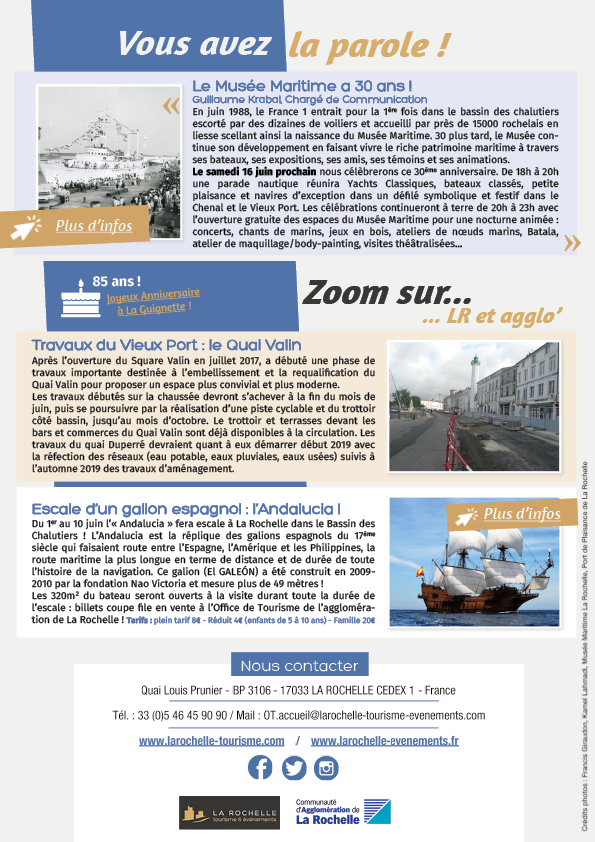 Vous avez la parole !
Le Musée Maritime a 30 ans !
Guillaume Krabal, Chargé de Communication
«
En juin 1988, le France 1 entrait pour la 1ère fois dans le bassin des chalutiers
escorté par des dizaines de voiliers et accueilli par près de 15000 rochelais en
liesse scellant ainsi la naissance du Musée Maritime. 30 plus tard, le Musée con-
tinue son développement en faisant vivre le riche patrimoine maritime à travers
ses bateaux, ses expositions, ses amis, ses témoins et ses animations.
Le samedi 16 juin prochain nous célèbrerons ce 30ème anniversaire. De 18h à 20h
une parade nautique réunira Yachts Classiques, bateaux classés, petite
plaisance et navires d'exception dans un défilé symbolique et festif dans le
Chenal et le Vieux Port. Les célébrations continueront à terre de 20h à 23h avec
l'ouverture gratuite des espaces du Musée Maritime pour une nocturne animée :
concerts, chants de marins, jeux en bois, ateliers de nœuds marins, Batala,
atelier de maquillage/body-painting, visites théâtralisées...
»
Plus d'infos
85 ans !
Joyeux Anniversaire
à La Guignette !
Zoom sur...
... LR et agglo'
Travaux du Vieux Port : le Quai Valin
Après l'ouverture du Square Valin en juillet 2017, a débuté une phase de
travaux importante destinée à l'embellissement et la requalification du
Quai Valin pour proposer un espace plus convivial et plus moderne.
Les travaux débutés sur la chaussée devront s'achever à la fin du mois de
juin, puis se poursuivre par la réalisation d'une piste cyclable et du trottoir
côté bassin, jusqu'au mois d'octobre. Le trottoir et terrasses devant les
bars et commerces du Quai Valin sont déjà disponibles à la circulation. Les
travaux du quai Duperré devraient quant à eux démarrer début 2019 avec
la réfection des réseaux (eau potable, eaux pluviales, eaux usées) suivis à
l'automne 2019 des travaux d'aménagement.
Escale d'un galion espagnol : l'Andalucia !
Du 1er au 10 juin l'« Andalucia » fera escale à La Rochelle dans le Bassin des
Chalutiers ! L'Andalucia est la réplique des galions espagnols du 17ème
siècle qui faisaient route entre l'Espagne, l'Amérique et les Philippines, la
route maritime la plus longue en terme de distance et de durée de toute
l'histoire de la navigation. Ce galion (El GALEÓN) a été construit en 2009-
2010 par la fondation Nao Victoria et mesure plus de 49 mètres !
Les 320m² du bateau seront ouverts à la visite durant toute la durée de
l'escale : billets coupe file en vente à l'Office de Tourisme de l'aggloméra-
tion de La Rochelle ! Tarifs : plein tarif 8€ - Réduit 4€ (enfants de 5 à 10 ans) - Famille 20€
Plus d'infos
Crédits photos : Francis Giraudon, Kamel Lahmadi, Musée Maritime La Rochelle, Port de Plaisance de La Rochelle
Nous contacter
Quai Louis Prunier - BP 3106 - 17033 LA ROCHELLE CEDEX 1 - France
Tél. : 33 (0)5 46 45 90 90 / Mail : OT.accueil@larochelle-tourisme-evenements.com
www.larochelle-tourisme.com / www.larochelle-evenements.fr
LA ROCHELLE
tourisme & événements
Communauté
d'Agglomération de
La Rochelle